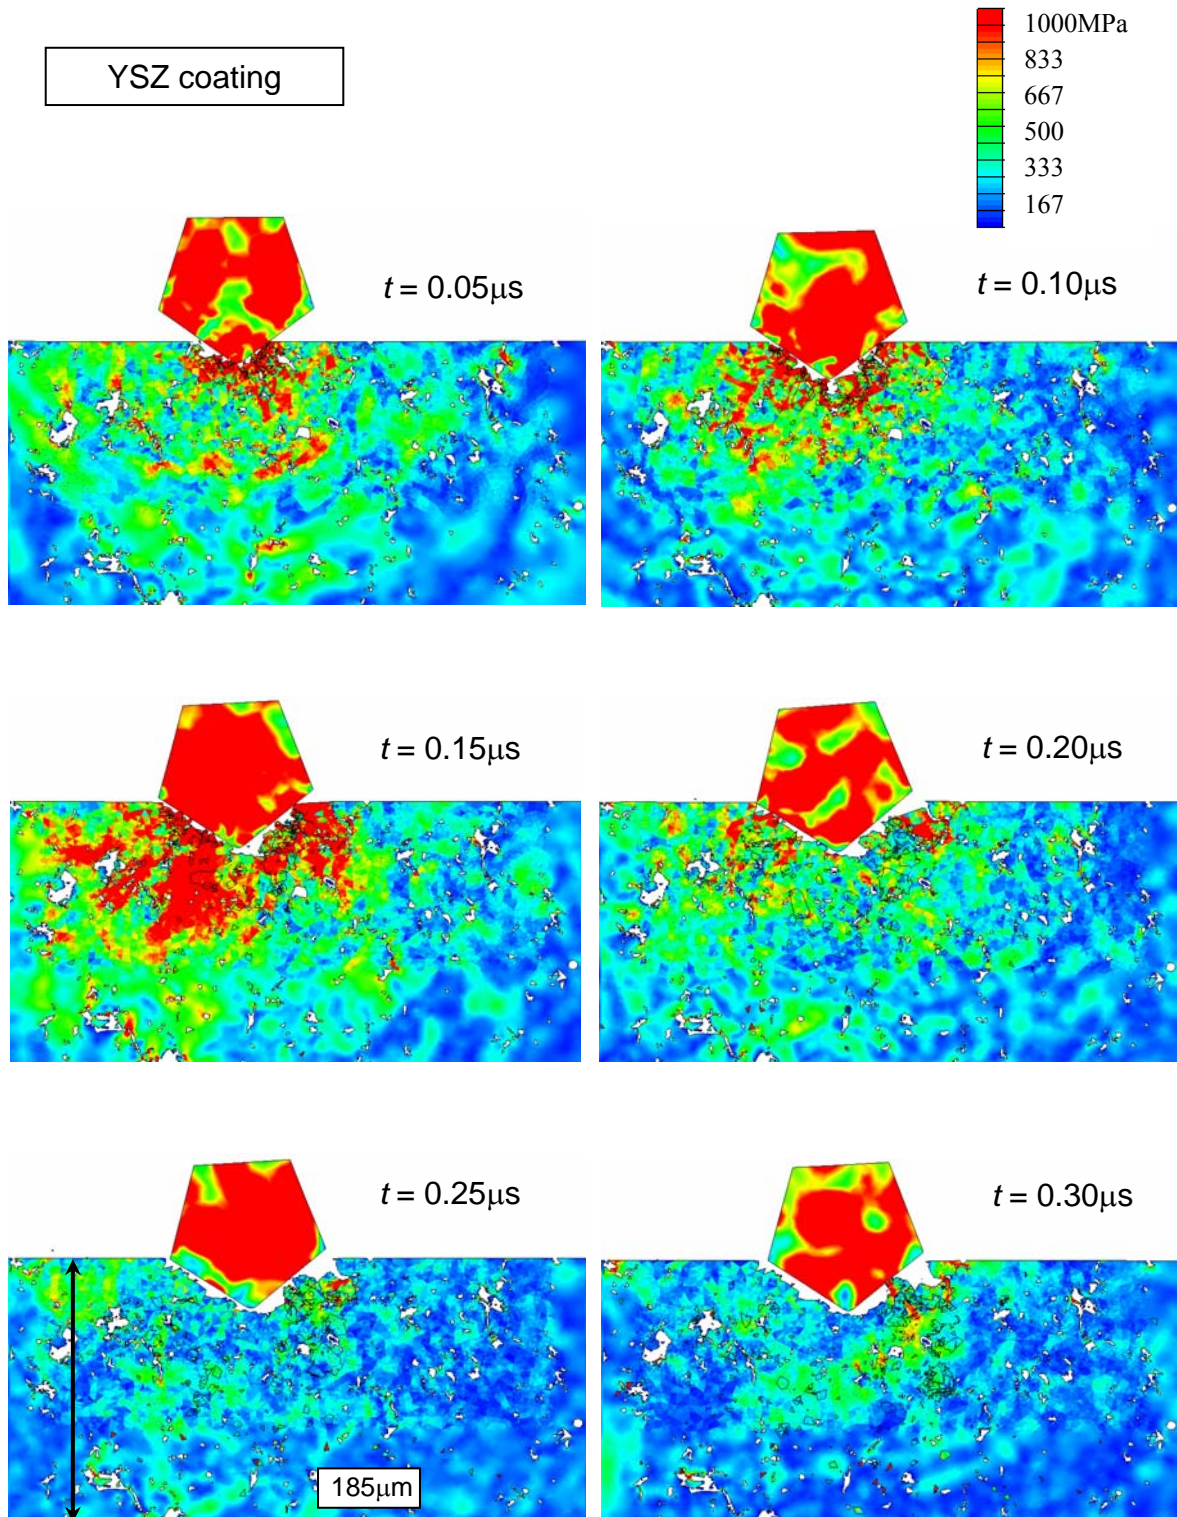 YSZ coating
1000MPa
833
667
500
333
167
t = 0.05μs
t = 0.10μs
t = 0.15μs
t = 0.20μs
t = 0.25μs
t = 0.30μs
185μm